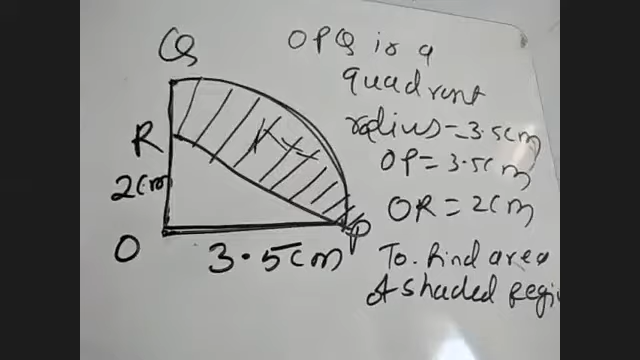 Q
R
2cm
O
3.5cm
P
OPQ is a
quadrant
radius=3.5cm
OP=3.5cm
OR=2cm
To find area
of shaded Regi